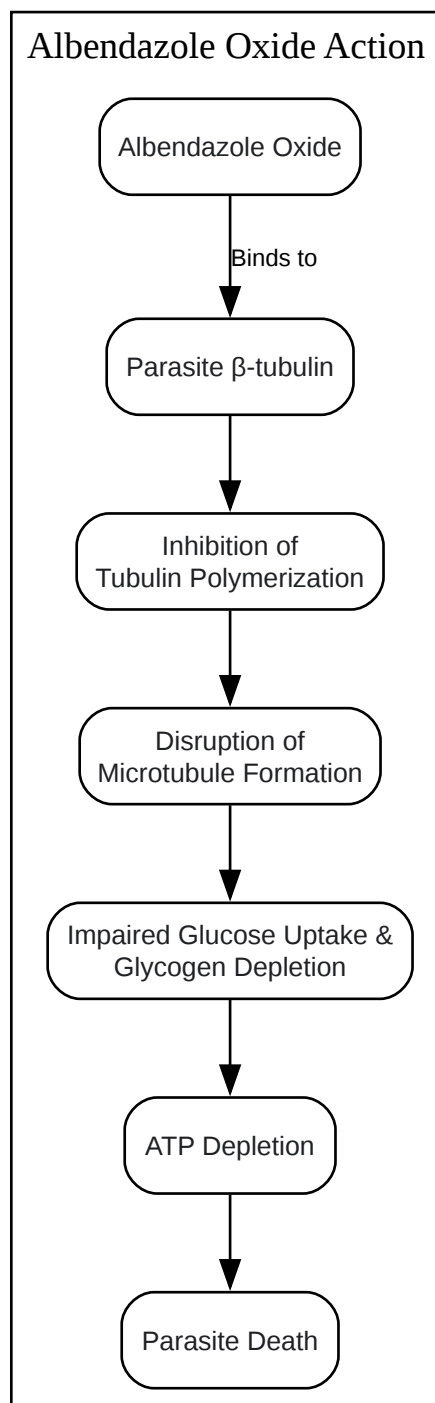 Albendazole Oxide Action
Albendazole Oxide
Binds to
Parasite β-tubulin
Inhibition of
Tubulin Polymerization
Disruption of
Microtubule Formation
Impaired Glucose Uptake &
Glycogen Depletion
ATP Depletion
Parasite Death